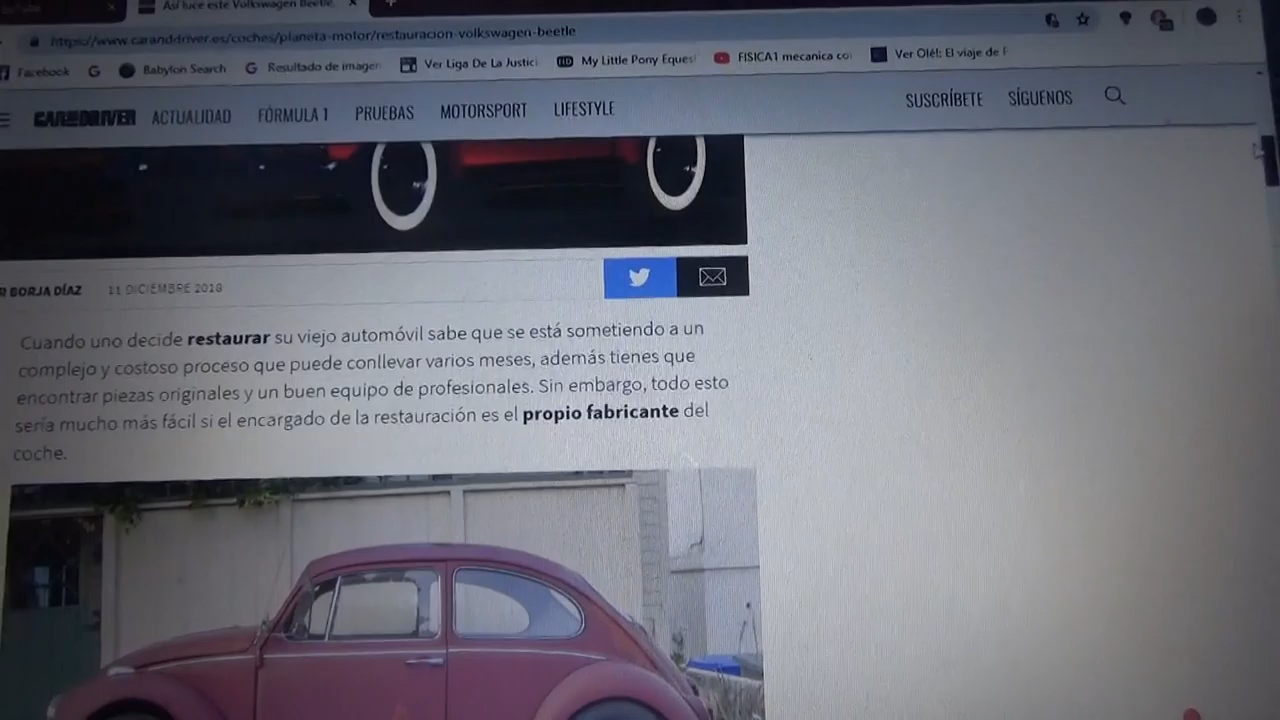 Así luce este Volkswagen Beetle,
https://www.caranddriver.es/coches/planeta-motor/restauracion-volkswagen-beetle
Facebook
G
Babylon Search
G Resultado de imagen
Ver Liga De La Justici
HD My Little Pony Eques
FISICA1 mecanica co
Ver Olé!: El viaje de F
CAR AND DRIVER ACTUALIDAD FÓRMULA 1 PRUEBAS MOTORSPORT LIFESTYLE SUSCRÍBETE SÍGUENOS
R BORJA DÍAZ 11 DICIEMBRE 2018
Cuando uno decide restaurar su viejo automóvil sabe que se está sometiendo a un
complejo y costoso proceso que puede conllevar varios meses, además tienes que
encontrar piezas originales y un buen equipo de profesionales. Sin embargo, todo esto
sería mucho más fácil si el encargado de la restauración es el propio fabricante del
coche.